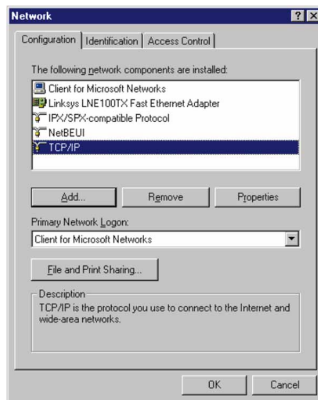 Network
Configuration Identification Access Control
The following network components are installed:
Client for Microsoft Networks
Linksys LNE100TX Fast Ethernet Adapter
IPX/SPX-compatible Protocol
NetBEUI
TCP/IP
Add... Remove Properties
Primary Network Logon:
Client for Microsoft Networks
File and Print Sharing...
Description
TCP/IP is the protocol you use to connect to the Internet and
wide-area networks.
OK Cancel